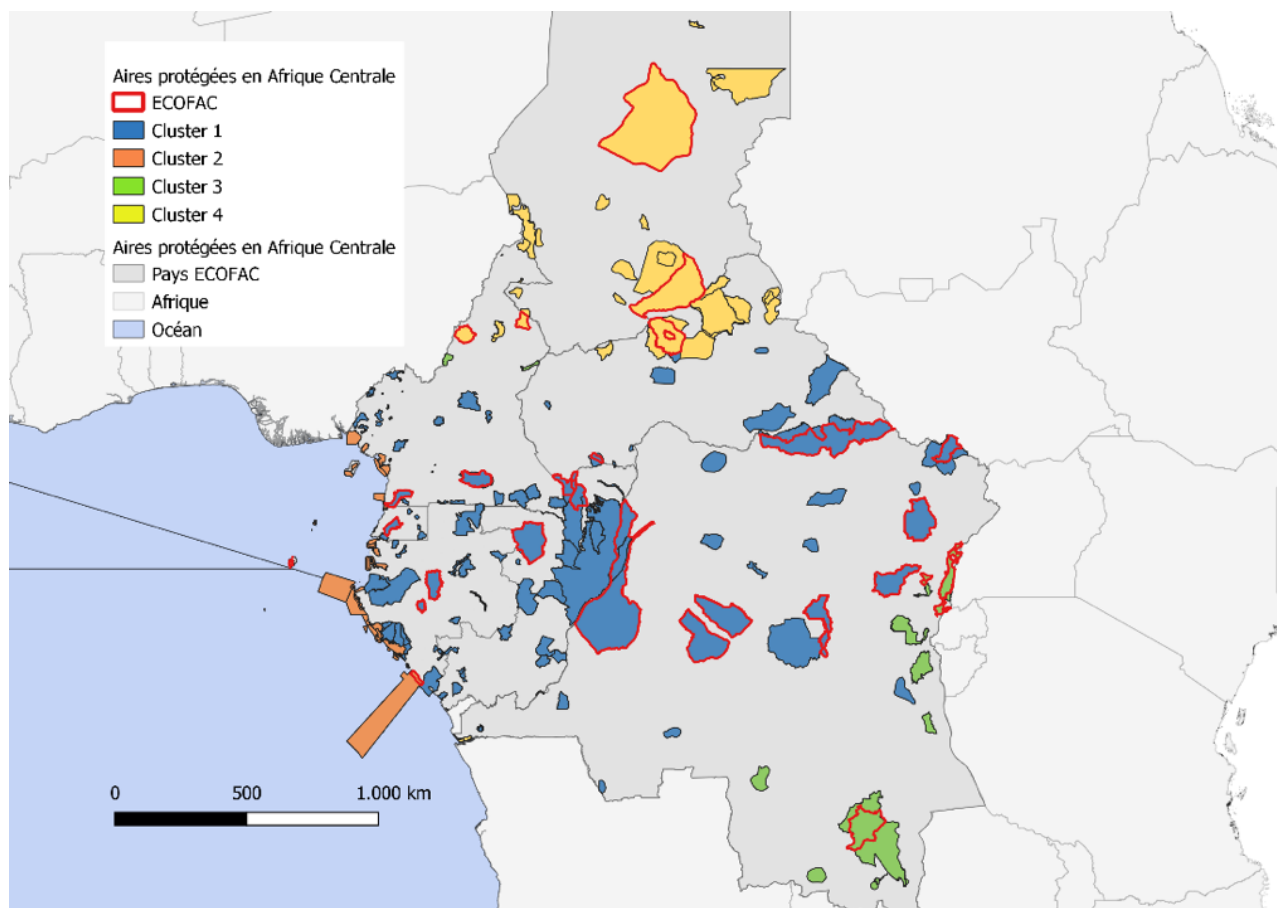 Aires protégées en Afrique Centrale
ECOFAC
Cluster 1
Cluster 2
Cluster 3
Cluster 4
Aires protégées en Afrique Centrale
Pays ECOFAC
Afrique
Océan
0 500 1.000 km